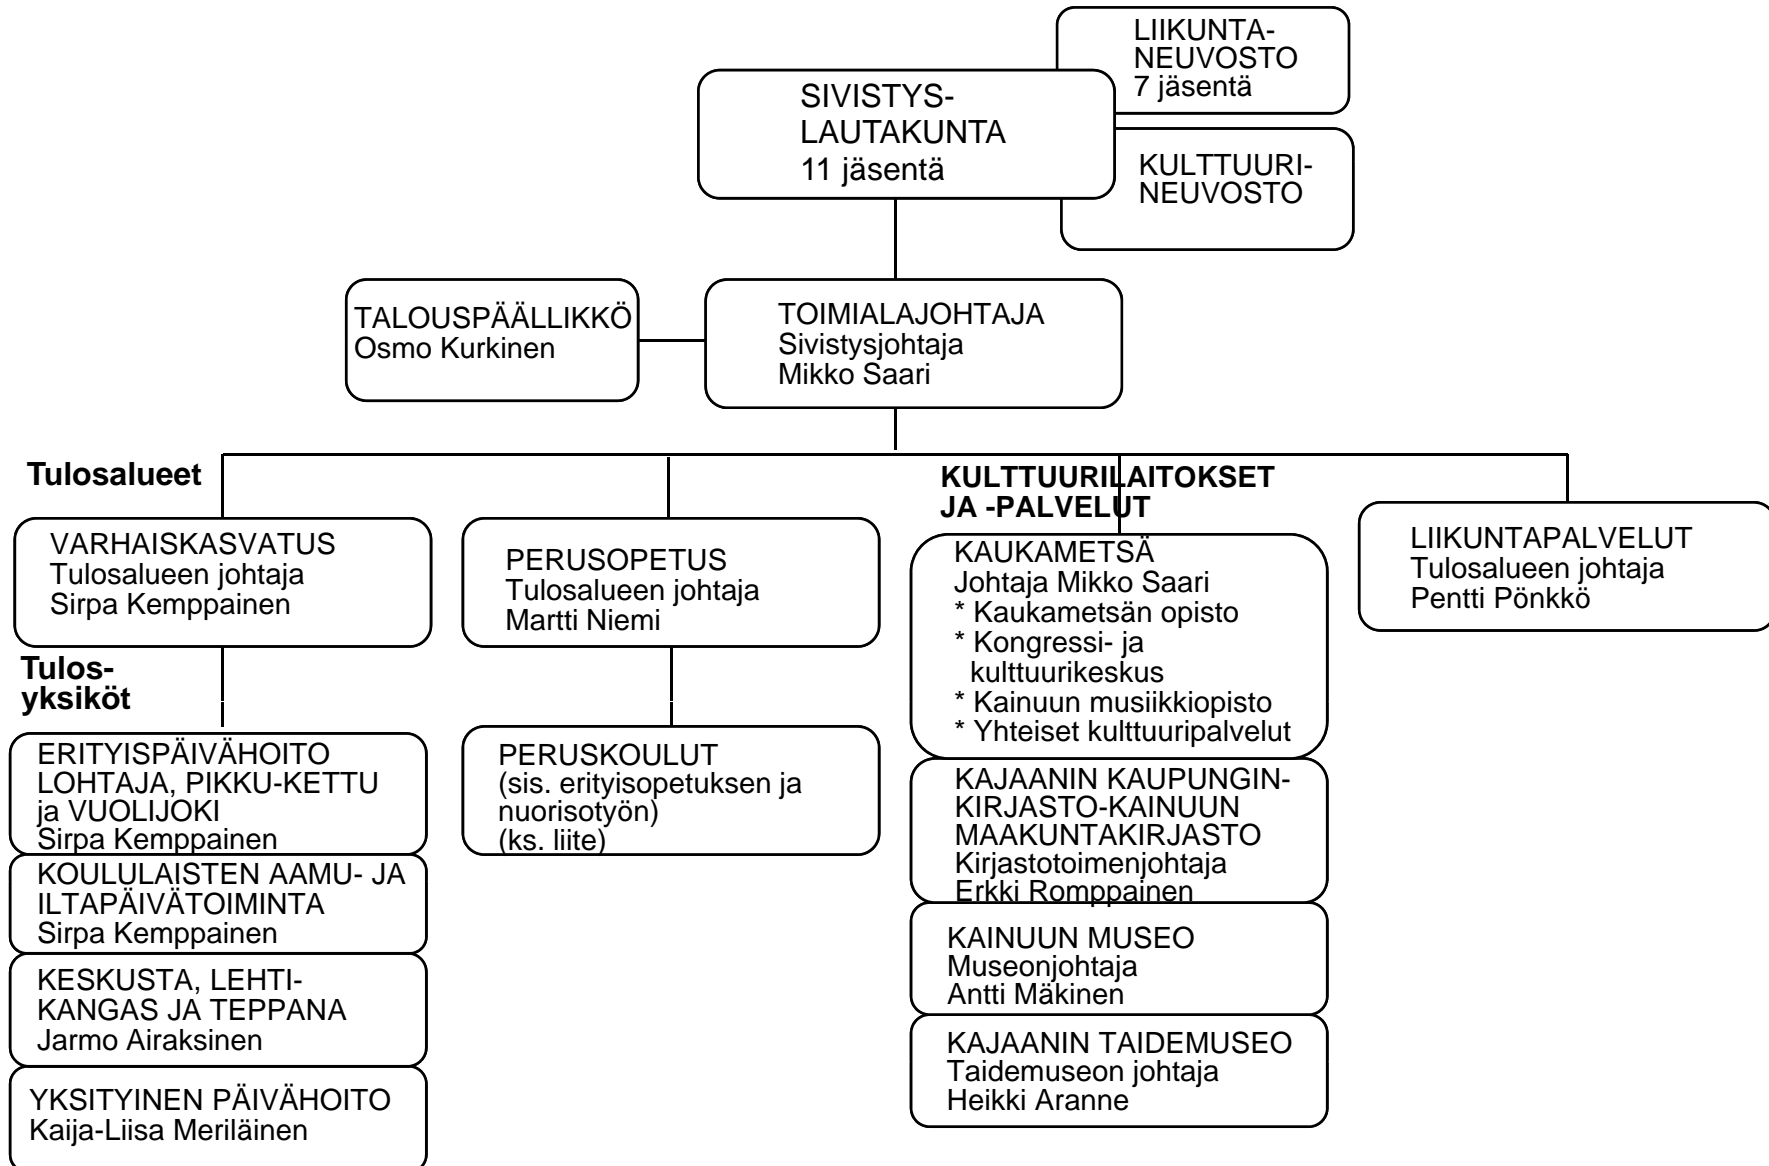 LIIKUNTA-
NEUVOSTO
7 jäsentä
SIVISTYS-
LAUTAKUNTA
11 jäsentä
KULTTUURI-
NEUVOSTO
TALOUSPÄÄLLIKKÖ
Osmo Kurkinen
TOIMIALAJOHTAJA
Sivistysjohtaja
Mikko Saari
Tulosalueet
VARHAISKASVATUS
Tulosalueen johtaja
Sirpa Kemppainen
PERUSOPETUS
Tulosalueen johtaja
Martti Niemi
KULTTUURILAITOKSET
JA -PALVELUT
KAUKAMETSÄ
Johtaja Mikko Saari
* Kaukametsän opisto
* Kongressi- ja
kulttuurikeskus
* Kainuun musiikkiopisto
* Yhteiset kulttuuripalvelut
LIIKUNTAPALVELUT
Tulosalueen johtaja
Pentti Pönkkö
Tulos-
yksiköt
ERITYISPÄIVÄHOITO
LOHTAJA, PIKKU-KETTU
ja VUOLIJOKI
Sirpa Kemppainen
KOULULAISTEN AAMU- JA
ILTAPÄIVÄTOIMINTA
Sirpa Kemppainen
KESKUSTA, LEHTI-
KANGAS JA TEPPANA
Jarmo Airaksinen
YKSITYINEN PÄIVÄHOITO
Kaija-Liisa Meriläinen
PERUSKOULUT
(sis. erityisopetuksen ja
nuorisotyön)
(ks. liite)
KAJAANIN KAUPUNGIN-
KIRJASTO-KAINUUN
MAAKUNTAKIRJASTO
Kirjastotoimenjohtaja
Erkki Romppainen
KAINUUN MUSEO
Museonjohtaja
Antti Mäkinen
KAJAANIN TAIDEMUSEO
Taidemuseon johtaja
Heikki Aranne